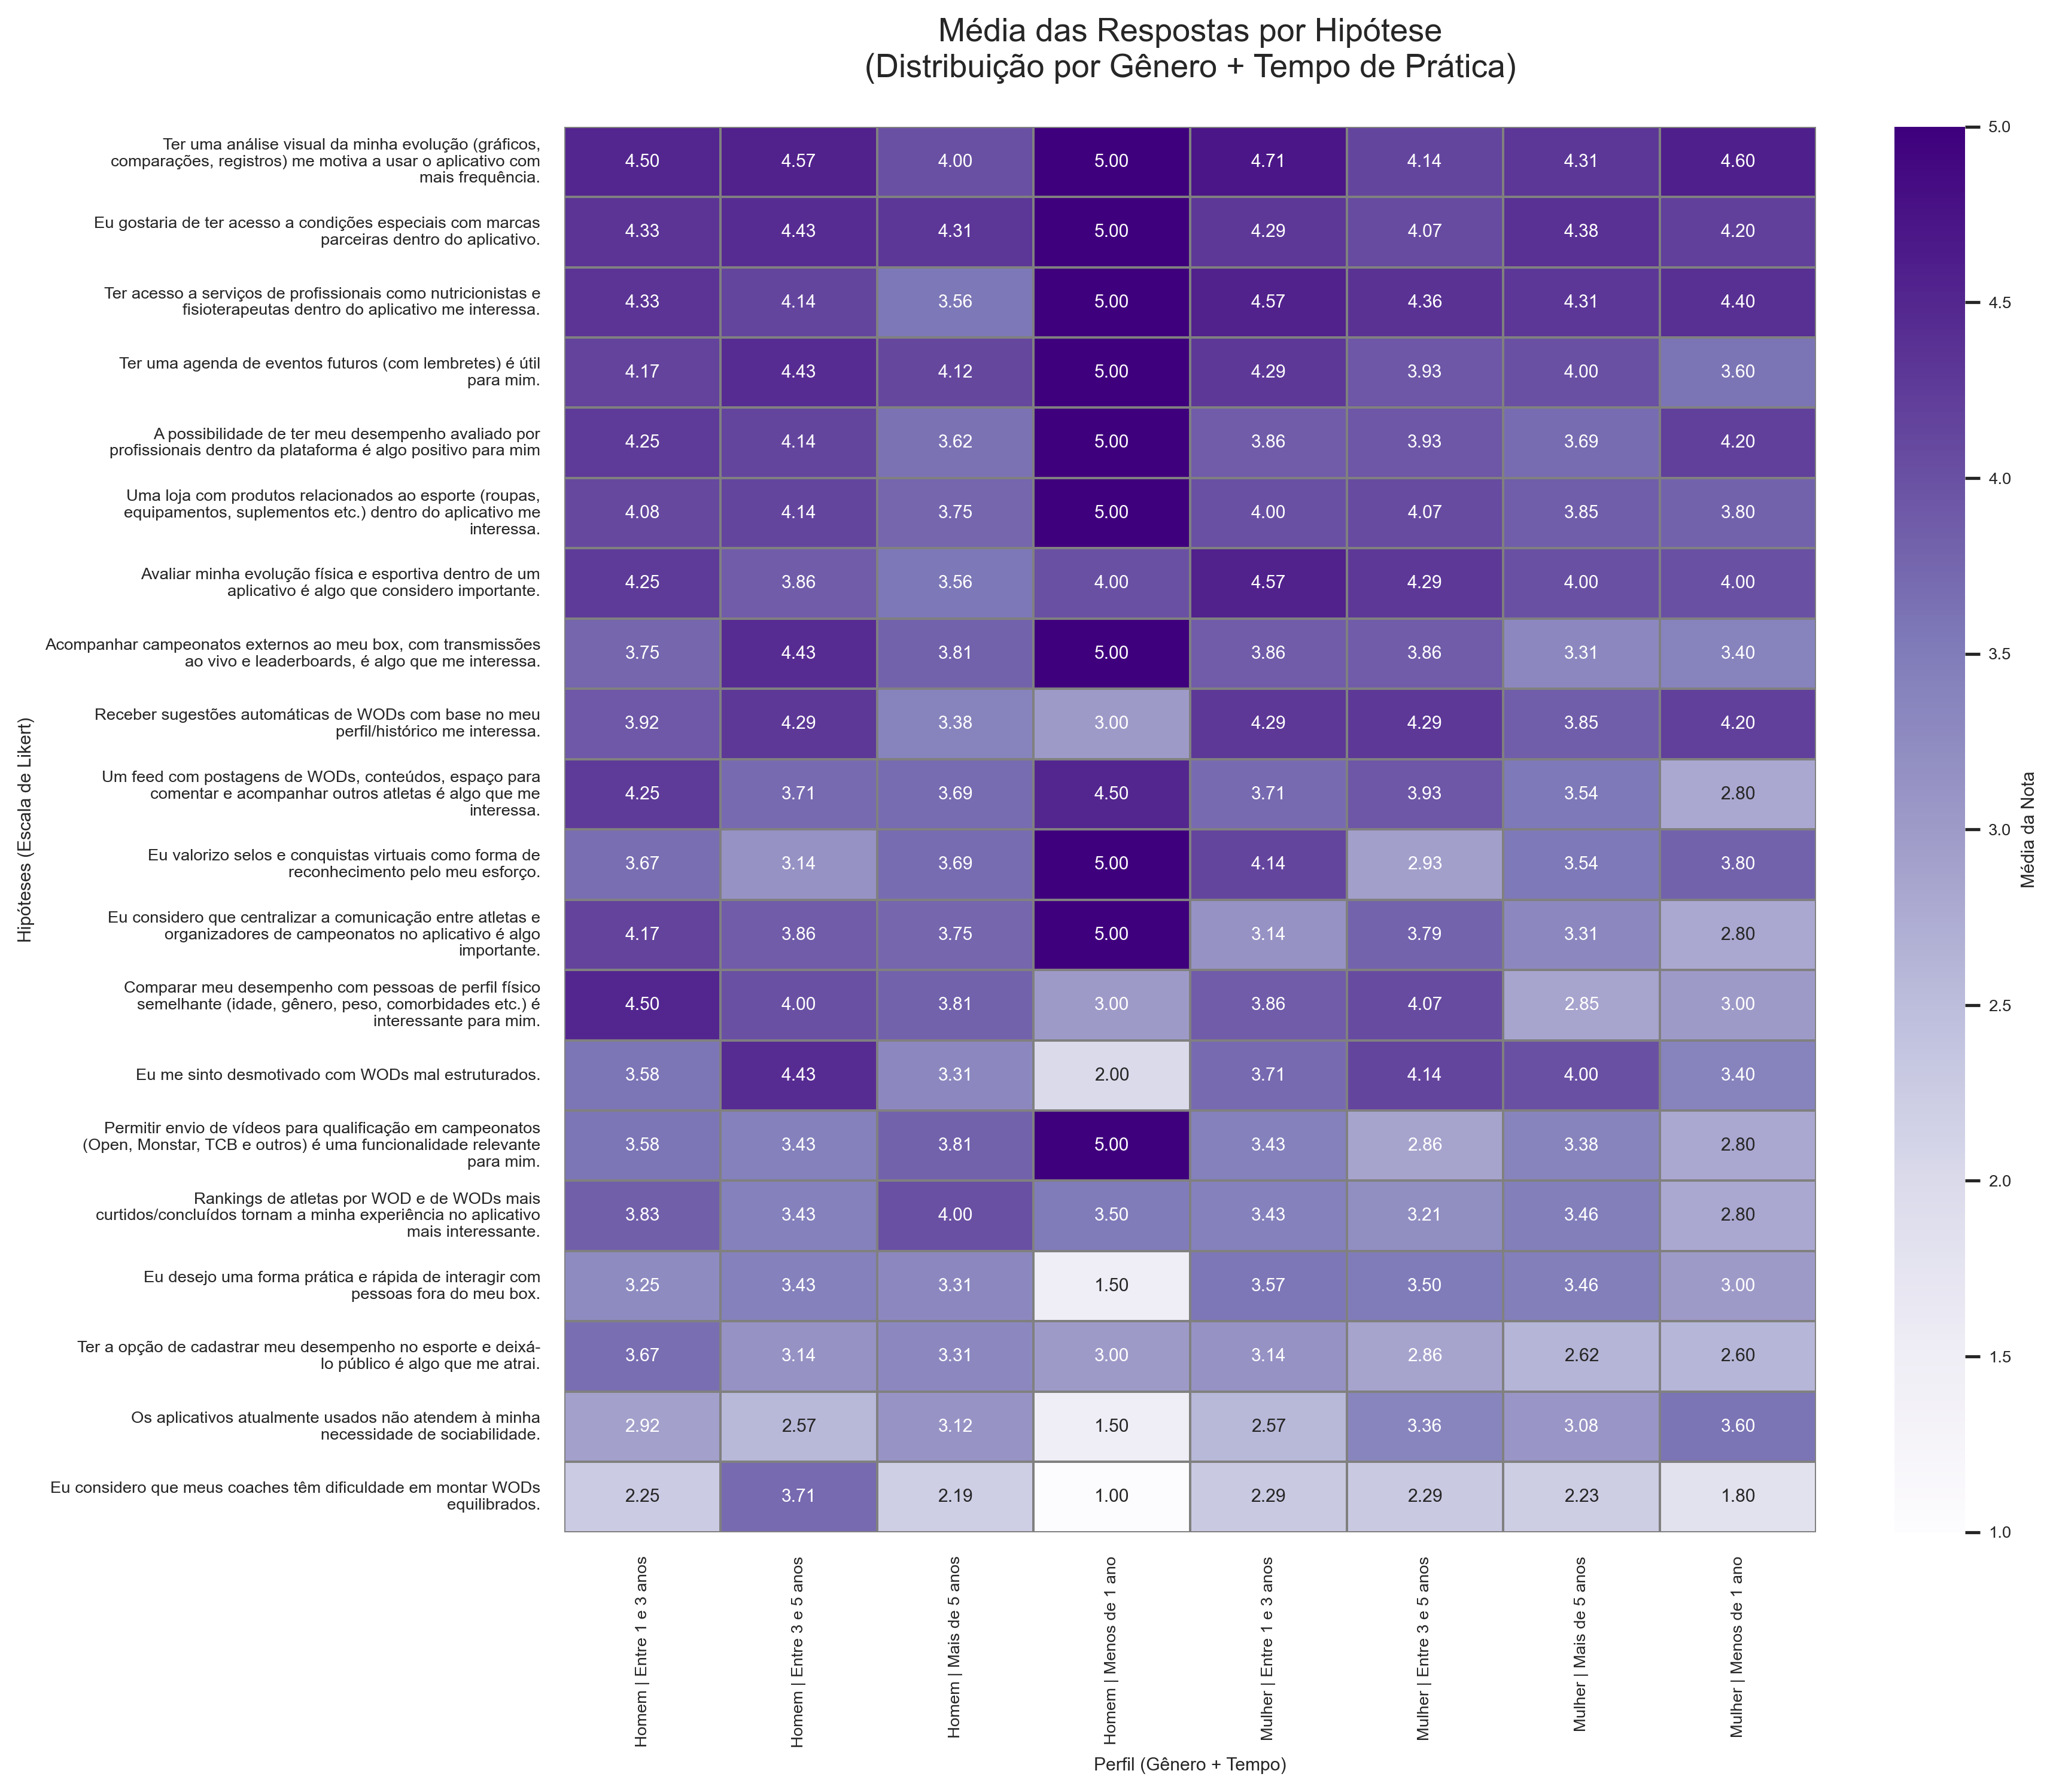 Média das Respostas por Hipótese
(Distribuição por Gênero + Tempo de Prática)
Hipóteses (Escala de Likert)
Ter uma análise visual da minha evolução (gráficos,
comparações, registros) me motiva a usar o aplicativo com
mais frequência.
4.50 4.57 4.00 5.00 4.71 4.14 4.31 4.60
Eu gostaria de ter acesso a condições especiais com marcas
parceiras dentro do aplicativo.
4.33 4.43 4.31 5.00 4.29 4.07 4.38 4.20
Ter acesso a serviços de profissionais como nutricionistas e
fisioterapeutas dentro do aplicativo me interessa.
4.33 4.14 3.56 5.00 4.57 4.36 4.31 4.40
Ter uma agenda de eventos futuros (com lembretes) é útil
para mim.
4.17 4.43 4.12 5.00 4.29 3.93 4.00 3.60
A possibilidade de ter meu desempenho avaliado por
profissionais dentro da plataforma é algo positivo para mim
4.25 4.14 3.62 5.00 3.86 3.93 3.69 4.20
Uma loja com produtos relacionados ao esporte (roupas,
equipamentos, suplementos etc.) dentro do aplicativo me
interessa.
4.08 4.14 3.75 5.00 4.00 4.07 3.85 3.80
Avaliar minha evolução física e esportiva dentro de um
aplicativo é algo que considero importante.
4.25 3.86 3.56 4.00 4.57 4.29 4.00 4.00
Acompanhar campeonatos externos ao meu box, com transmissões
ao vivo e leaderboards, é algo que me interessa.
3.75 4.43 3.81 5.00 3.86 3.86 3.31 3.40
Receber sugestões automáticas de WODs com base no meu
perfil/histórico me interessa.
3.92 4.29 3.38 3.00 4.29 4.29 3.85 4.20
Um feed com postagens de WODs, conteúdos, espaço para
comentar e acompanhar outros atletas é algo que me
interessa.
4.25 3.71 3.69 4.50 3.71 3.93 3.54 2.80
Eu valorizo selos e conquistas virtuais como forma de
reconhecimento pelo meu esforço.
3.67 3.14 3.69 5.00 4.14 2.93 3.54 3.80
Eu considero que centralizar a comunicação entre atletas e
organizadores de campeonatos no aplicativo é algo
importante.
4.17 3.86 3.75 5.00 3.14 3.79 3.31 2.80
Comparar meu desempenho com pessoas de perfil físico
semelhante (idade, gênero, peso, comorbidades etc.) é
interessante para mim.
4.50 4.00 3.81 3.00 3.86 4.07 2.85 3.00
Eu me sinto desmotivado com WODs mal estruturados.
3.58 4.43 3.31 2.00 3.71 4.14 4.00 3.40
Permitir envio de vídeos para qualificação em campeonatos
(Open, Monstar, TCB e outros) é uma funcionalidade relevante
para mim.
3.58 3.43 3.81 5.00 3.43 2.86 3.38 2.80
Rankings de atletas por WOD e de WODs mais
curtidos/concluídos tornam a minha experiência no aplicativo
mais interessante.
3.83 3.43 4.00 3.50 3.43 3.21 3.46 2.80
Eu desejo uma forma prática e rápida de interagir com
pessoas fora do meu box.
3.25 3.43 3.31 1.50 3.57 3.50 3.46 3.00
Ter a opção de cadastrar meu desempenho no esporte e deixá-
lo público é algo que me atrai.
3.67 3.14 3.31 3.00 3.14 2.86 2.62 2.60
Os aplicativos atualmente usados não atendem à minha
necessidade de sociabilidade.
2.92 2.57 3.12 1.50 2.57 3.36 3.08 3.60
Eu considero que meus coaches têm dificuldade em montar WODs
equilibrados.
2.25 3.71 2.19 1.00 2.29 2.29 2.23 1.80
Homem | Entre 1 e 3 anos
Homem | Entre 3 e 5 anos
Homem | Mais de 5 anos
Homem | Menos de 1 ano
Mulher | Entre 1 e 3 anos
Mulher | Entre 3 e 5 anos
Mulher | Mais de 5 anos
Mulher | Menos de 1 ano
Perfil (Gênero + Tempo)
5.0
4.5
4.0
3.5
3.0
2.5
2.0
1.5
1.0
Média da Nota